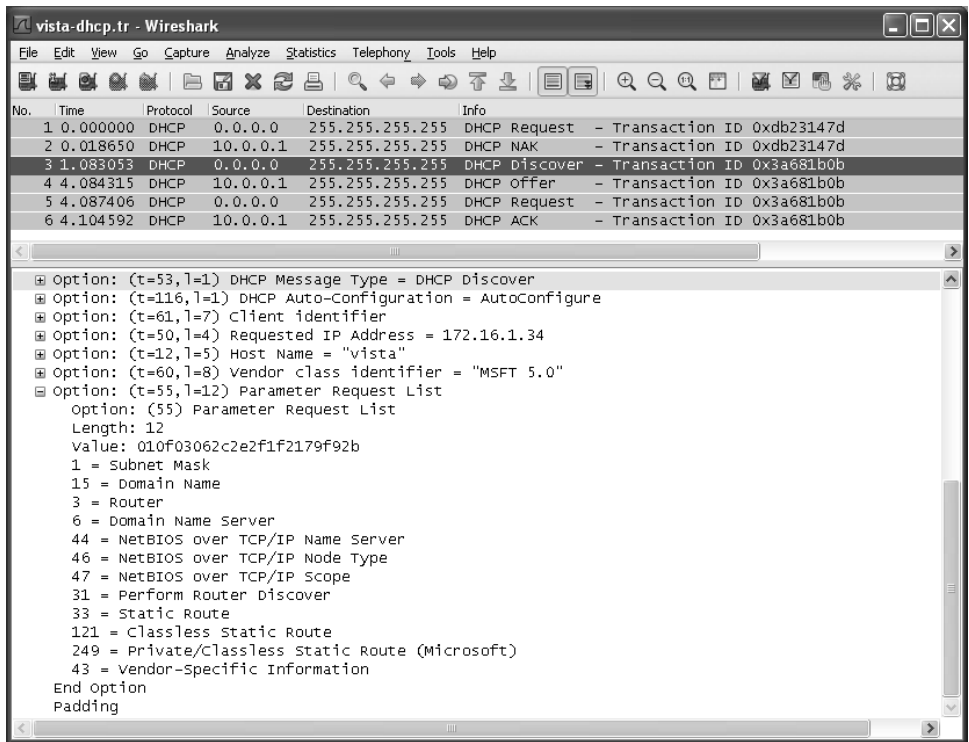 vista-dhcp.tr - Wireshark
File Edit View Go Capture Analyze Statistics Telephony Tools Help
No. Time Protocol Source Destination Info
1 0.000000 DHCP 0.0.0.0 255.255.255.255 DHCP Request - Transaction ID 0xdb23147d
2 0.018650 DHCP 10.0.0.1 255.255.255.255 DHCP NAK - Transaction ID 0xdb23147d
3 1.083053 DHCP 0.0.0.0 255.255.255.255 DHCP Discover - Transaction ID 0x3a681b0b
4 4.084315 DHCP 10.0.0.1 255.255.255.255 DHCP Offer - Transaction ID 0x3a681b0b
5 4.087406 DHCP 0.0.0.0 255.255.255.255 DHCP Request - Transaction ID 0x3a681b0b
6 4.104592 DHCP 10.0.0.1 255.255.255.255 DHCP ACK - Transaction ID 0x3a681b0b
Option: (t=53,l=1) DHCP Message Type = DHCP Discover
Option: (t=116,l=1) DHCP Auto-Configuration = AutoConfigure
Option: (t=61,l=7) Client identifier
Option: (t=50,l=4) Requested IP Address = 172.16.1.34
Option: (t=12,l=5) Host Name = "vista"
Option: (t=60,l=8) Vendor class identifier = "MSFT 5.0"
Option: (t=55,l=12) Parameter Request List
Option: (55) Parameter Request List
Length: 12
Value: 010f03062c2e2f1f2179f92b
1 = Subnet Mask
15 = Domain Name
3 = Router
6 = Domain Name Server
44 = NetBIOS over TCP/IP Name Server
46 = NetBIOS over TCP/IP Node Type
47 = NetBIOS over TCP/IP Scope
31 = Perform Router Discover
33 = Static Route
121 = Classless Static Route
249 = Private/Classless Static Route (Microsoft)
43 = Vendor-Specific Information
End Option
Padding